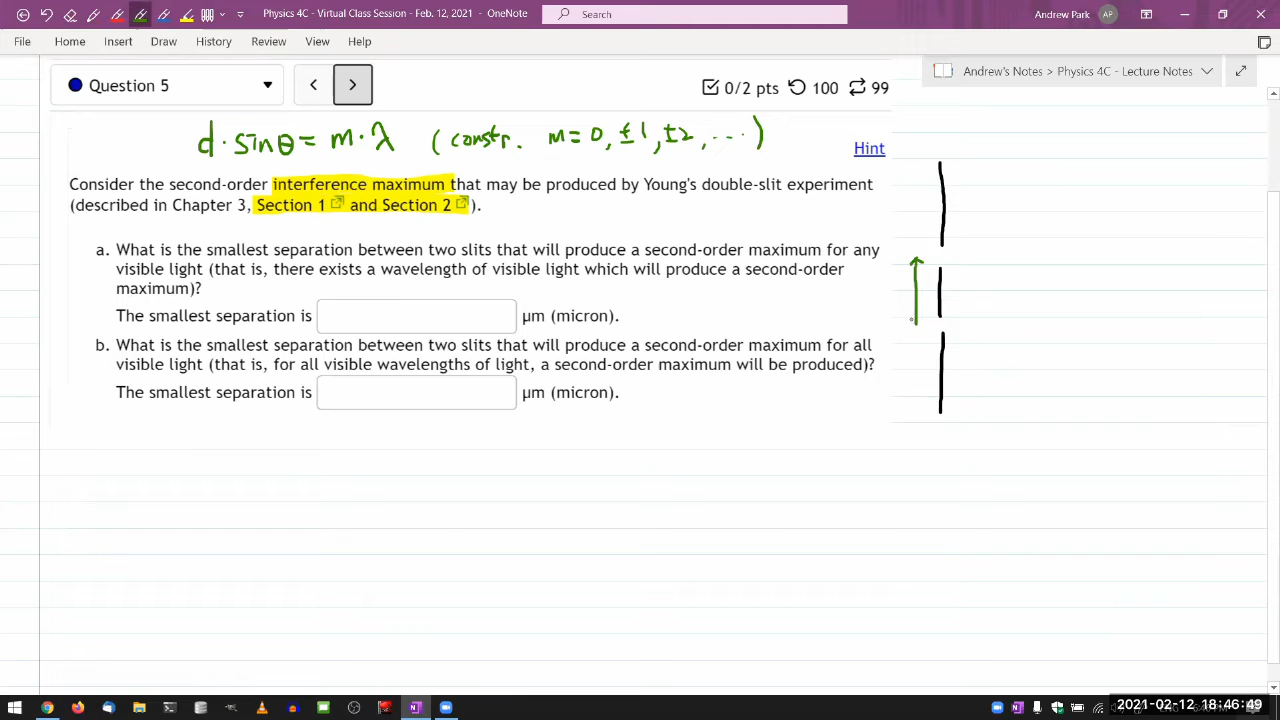 Physics 4C - Virtual Class Session - Feb. 12, 2021 - OneNote
Search
Andrew Park
AP
File Home Insert Draw History Review View Help
Question 5
0/2 pts 100 99
Andrew's Notes > Physics 4C - Lecture Notes
d · sinθ = m · λ (constr. m = 0, ±1, ±2, ...)
Hint
Consider the second-order interference maximum that may be produced by Young's double-slit experiment
(described in Chapter 3, Section 1 and Section 2 ).
a. What is the smallest separation between two slits that will produce a second-order maximum for any
visible light (that is, there exists a wavelength of visible light which will produce a second-order
maximum)?
The smallest separation is µm (micron).
b. What is the smallest separation between two slits that will produce a second-order maximum for all
visible light (that is, for all visible wavelengths of light, a second-order maximum will be produced)?
The smallest separation is µm (micron).
2021-02-12 18:46:49